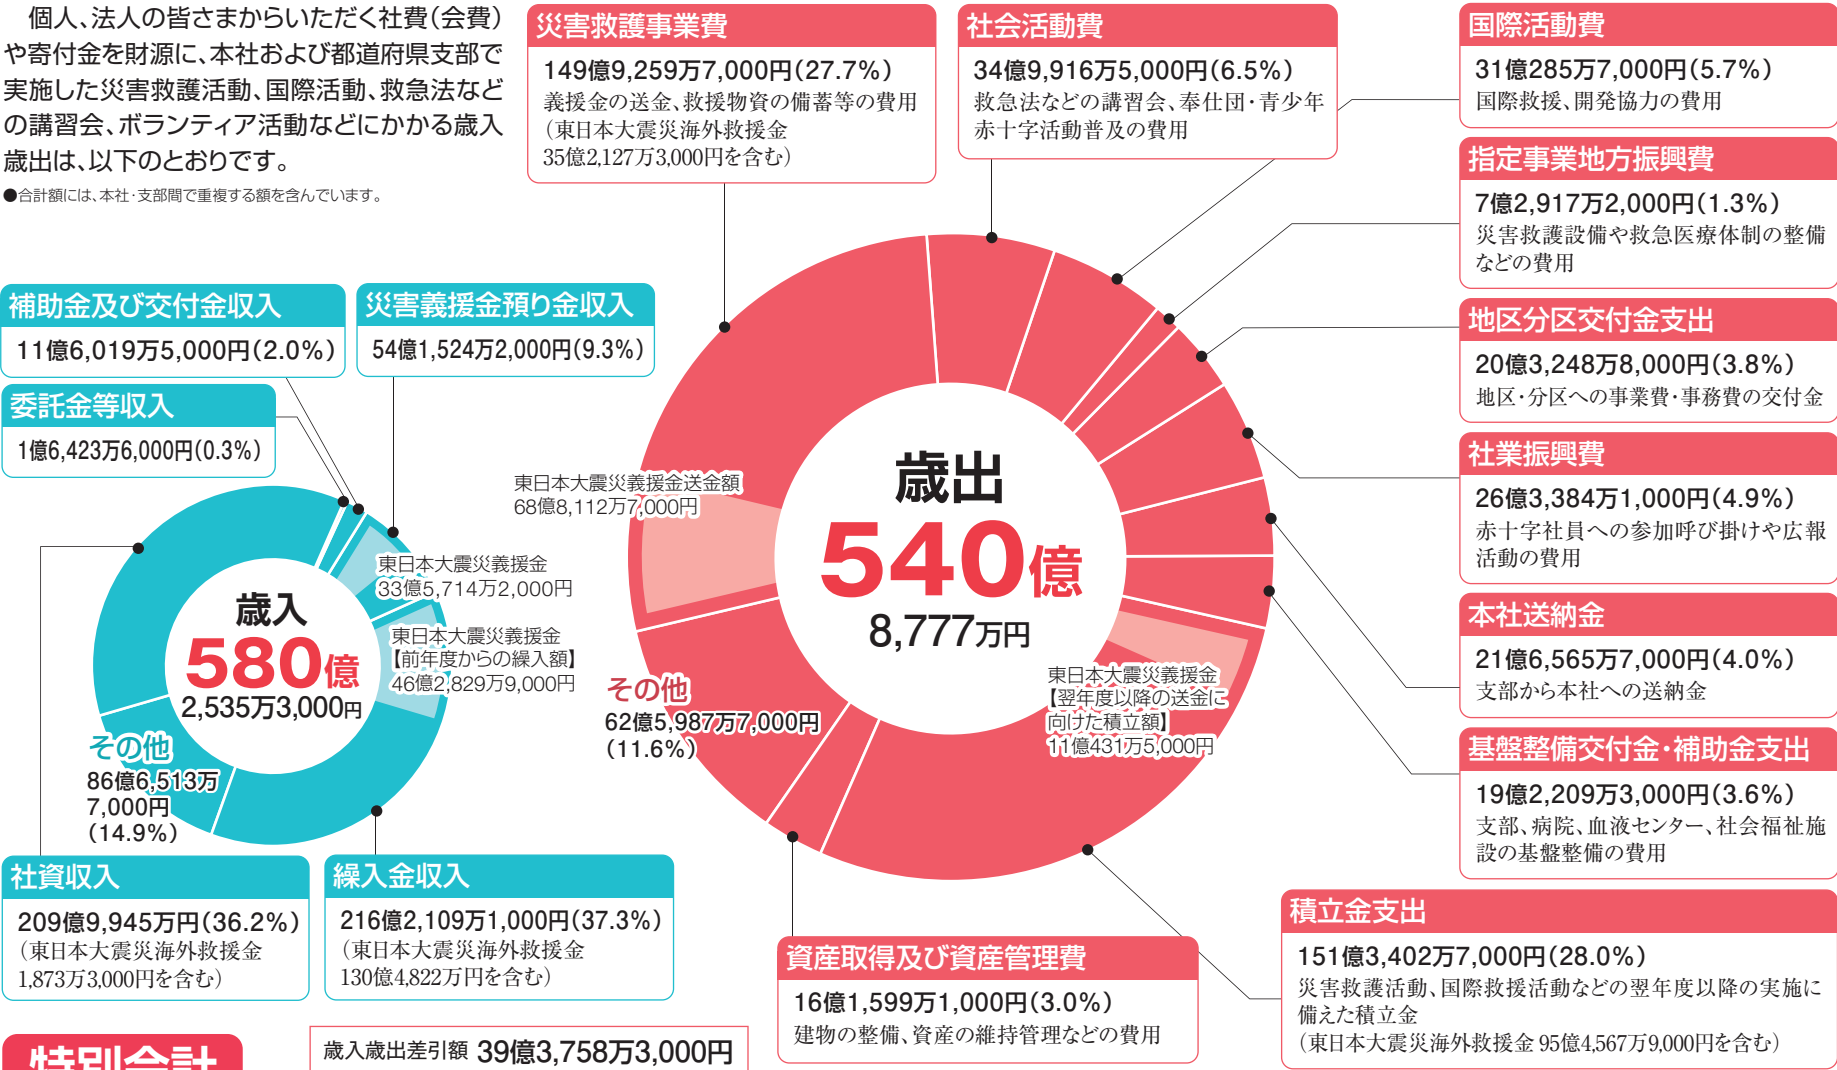 個人、法人の皆さまからいただく社費（会費）
や寄付金を財源に、本社および都道府県支部で
実施した災害救護活動、国際活動、救急法など
の講習会、ボランティア活動などにかかる歳入
歳出は、以下のとおりです。
●合計額には、本社・支部間で重複する額を含んでいます。
災害救護事業費
149億9,259万7,000円（27.7%）
義援金の送金、救援物資の備蓄等の費用
（東日本大震災海外救援金
35億2,127万3,000円を含む）
社会活動費
34億9,916万5,000円（6.5%）
救急法などの講習会、奉仕団・青少年
赤十字活動普及の費用
国際活動費
31億285万7,000円（5.7%）
国際救援、開発協力の費用
指定事業地方振興費
7億2,917万2,000円（1.3%）
災害救護設備や救急医療体制の整備
などの費用
地区分区交付金支出
20億3,248万8,000円（3.8%）
地区・分区への事業費・事務費の交付金
社業振興費
26億3,384万1,000円（4.9%）
赤十字社員への参加呼び掛けや広報
活動の費用
本社送納金
21億6,565万7,000円（4.0%）
支部から本社への送納金
基盤整備交付金・補助金支出
19億2,209万3,000円（3.6%）
支部、病院、血液センター、社会福祉施
設の基盤整備の費用
積立金支出
151億3,402万7,000円（28.0%）
災害救護活動、国際救援活動などの翌年度以降の実施に
備えた積立金
（東日本大震災海外救援金 95億4,567万9,000円を含む）
資産取得及び資産管理費
16億1,599万1,000円（3.0%）
建物の整備、資産の維持管理などの費用
その他
62億5,987万7,000円
（11.6%）
東日本大震災義援金送金額
68億8,112万7,000円
歳出
540億
8,777万円
東日本大震災義援金
【翌年度以降の送金に
向けた積立額】
11億431万5,000円
補助金及び交付金収入
11億6,019万5,000円（2.0%）
災害義援金預り金収入
54億1,524万2,000円（9.3%）
委託金等収入
1億6,423万6,000円（0.3%）
東日本大震災義援金
33億5,714万2,000円
東日本大震災義援金
【前年度からの繰入額】
46億2,829万9,000円
歳入
580億
2,535万3,000円
その他
86億6,513万
7,000円
（14.9%）
社資収入
209億9,945万円（36.2%）
（東日本大震災海外救援金
1,873万3,000円を含む）
繰入金収入
216億2,109万1,000円（37.3%）
（東日本大震災海外救援金
130億4,822万円を含む）
特別会計
歳入歳出差引額 39億3,758万3,000円